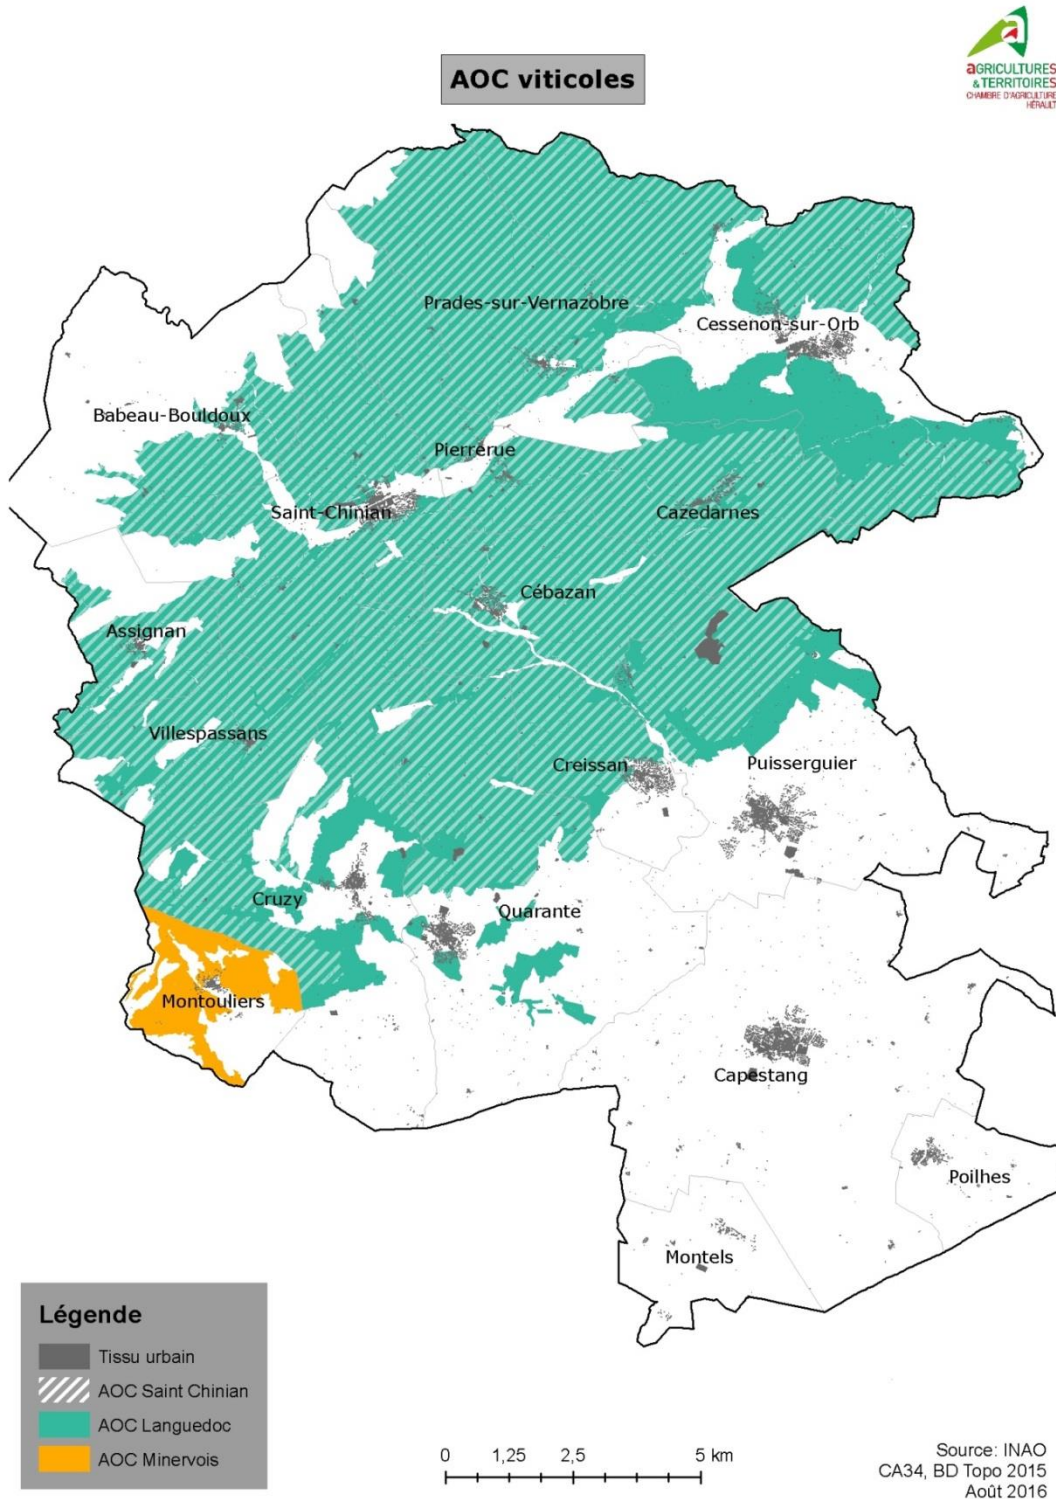 aGRICULTURES
& TERRITOIRES
CHAMBRE D'AGRICULTURE
HÉRAULT
AOC viticoles
Prades-sur-Vernazobre
Cessenon-sur-Orb
Babeau-Bouldoux
Pierrerue
Saint-Chinian
Cazedarnes
Cébazan
Assignan
Villespassans
Creissan
Puisserguier
Cruzy
Quarante
Montouliers
Capestang
Poilhes
Montels
Légende
Tissu urbain
AOC Saint Chinian
AOC Languedoc
AOC Minervois
0 1,25 2,5 5 km
Source: INAO
CA34, BD Topo 2015
Août 2016